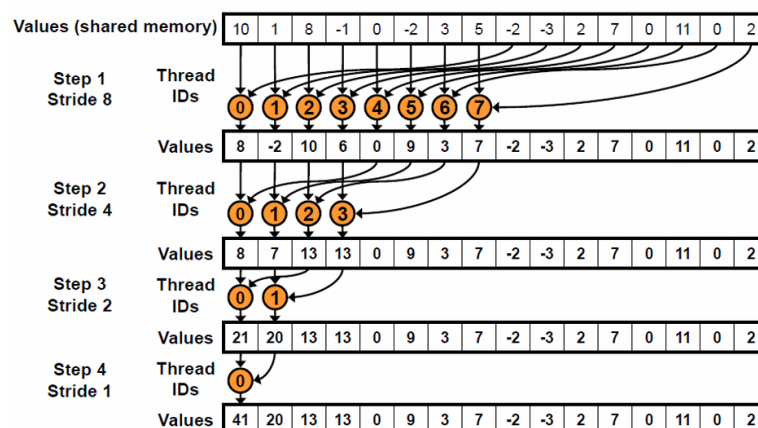 Values (shared memory) 10 1 8 -1 0 -2 3 5 -2 -3 2 7 0 11 0 2
Step 1 Thread
Stride 8 IDs
0 1 2 3 4 5 6 7
Values 8 -2 10 6 0 9 3 7 -2 -3 2 7 0 11 0 2
Step 2 Thread
Stride 4 IDs
0 1 2 3
Values 8 7 13 13 0 9 3 7 -2 -3 2 7 0 11 0 2
Step 3 Thread
Stride 2 IDs
0 1
Values 21 20 13 13 0 9 3 7 -2 -3 2 7 0 11 0 2
Step 4 Thread
Stride 1 IDs
0
Values 41 20 13 13 0 9 3 7 -2 -3 2 7 0 11 0 2